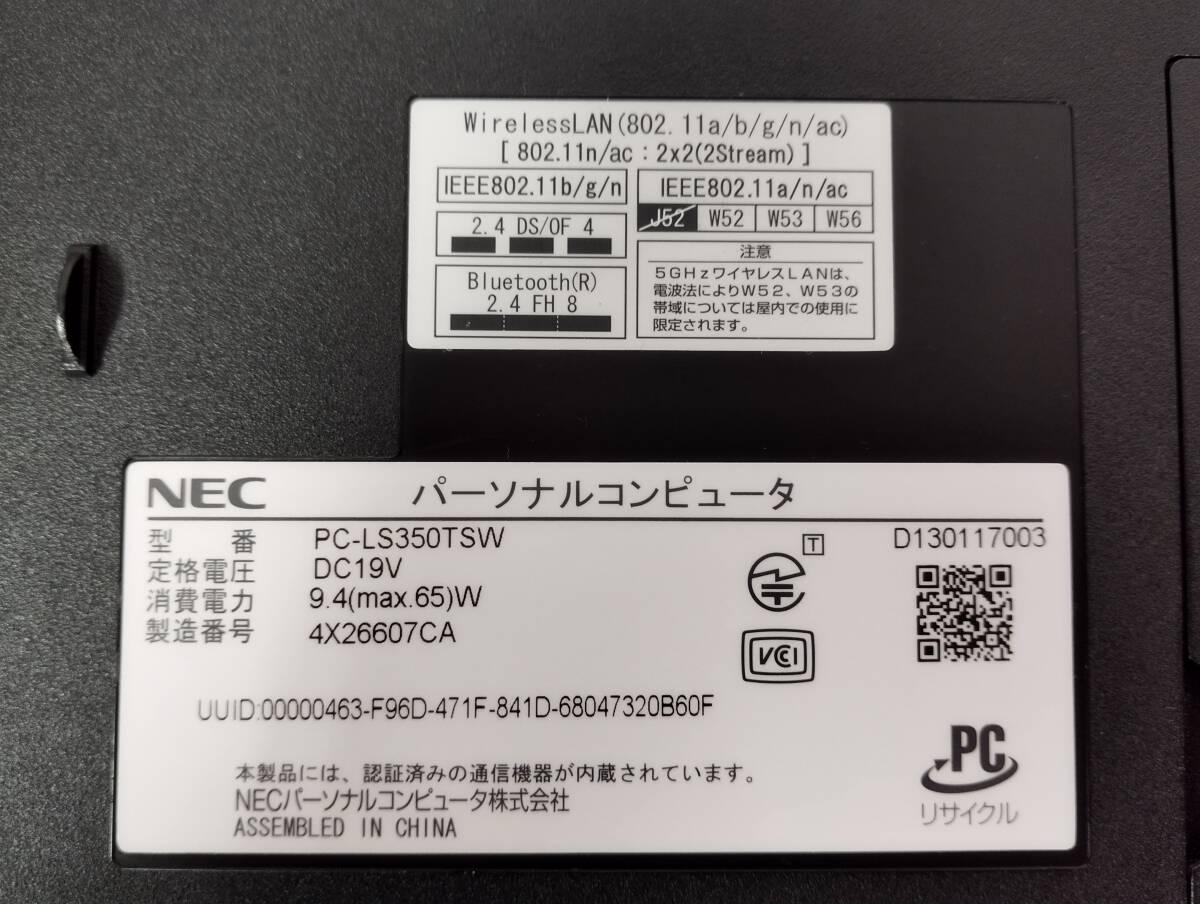 WirelessLAN(802.11a/b/g/n/ac)
[ 802.11n/ac : 2x2(2Stream) ]
IEEE802.11b/g/n
2.4 DS/OF 4
Bluetooth(R)
2.4 FH 8
IEEE802.11a/n/ac
J52 W52 W53 W56
注意
5GHzワイヤレスLANは、
電波法によりW52、W53の
帯域については屋内での使用に
限定されます。
NEC パーソナルコンピュータ
型 番 PC-LS350TSW
定格電圧 DC19V
消費電力 9.4(max.65)W
製造番号 4X26607CA
T
D130117003
VCCI
UUID:00000463-F96D-471F-841D-68047320B60F
本製品には、認証済みの通信機器が内蔵されています。
NECパーソナルコンピュータ株式会社
ASSEMBLED IN CHINA
PC
リサイクル